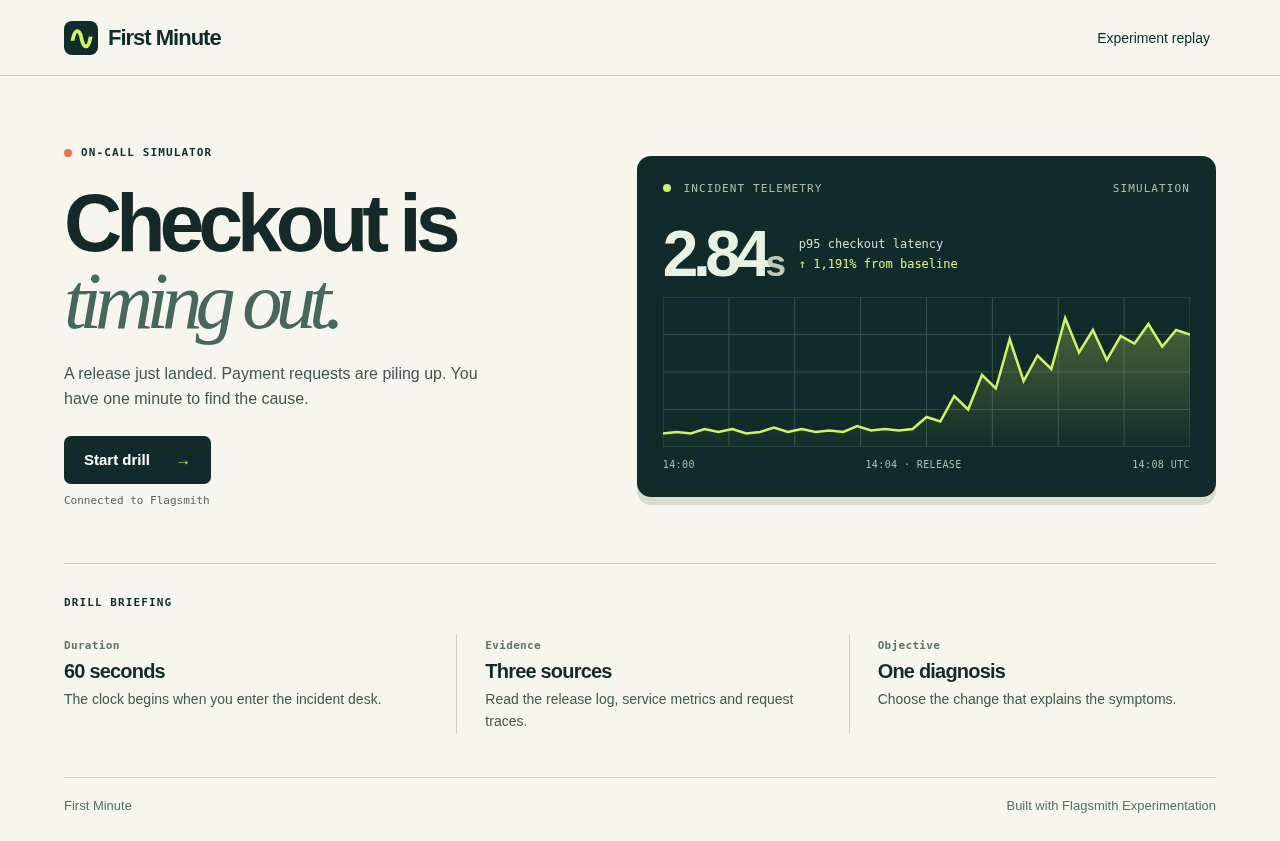 First Minute
Experiment replay
ON-CALL SIMULATOR
Checkout is
timing out.
A release just landed. Payment requests are piling up. You
have one minute to find the cause.
Start drill →
Connected to Flagsmith
INCIDENT TELEMETRY
SIMULATION
2.84s
p95 checkout latency
↑ 1,191% from baseline
14:00
14:04 · RELEASE
14:08 UTC
DRILL BRIEFING
Duration
60 seconds
The clock begins when you enter the incident desk.
Evidence
Three sources
Read the release log, service metrics and request
traces.
Objective
One diagnosis
Choose the change that explains the symptoms.
First Minute
Built with Flagsmith Experimentation